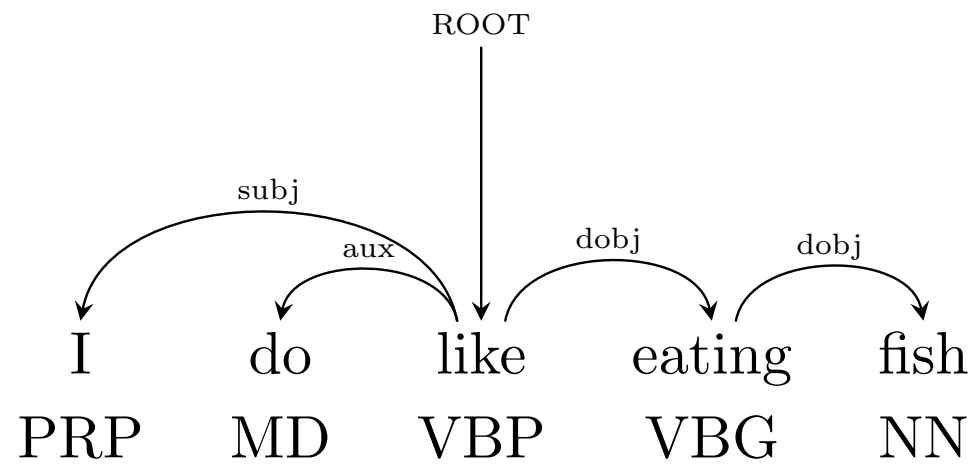 ROOT
subj
aux
dobj
dobj
I do like eating fish
PRP MD VBP VBG NN